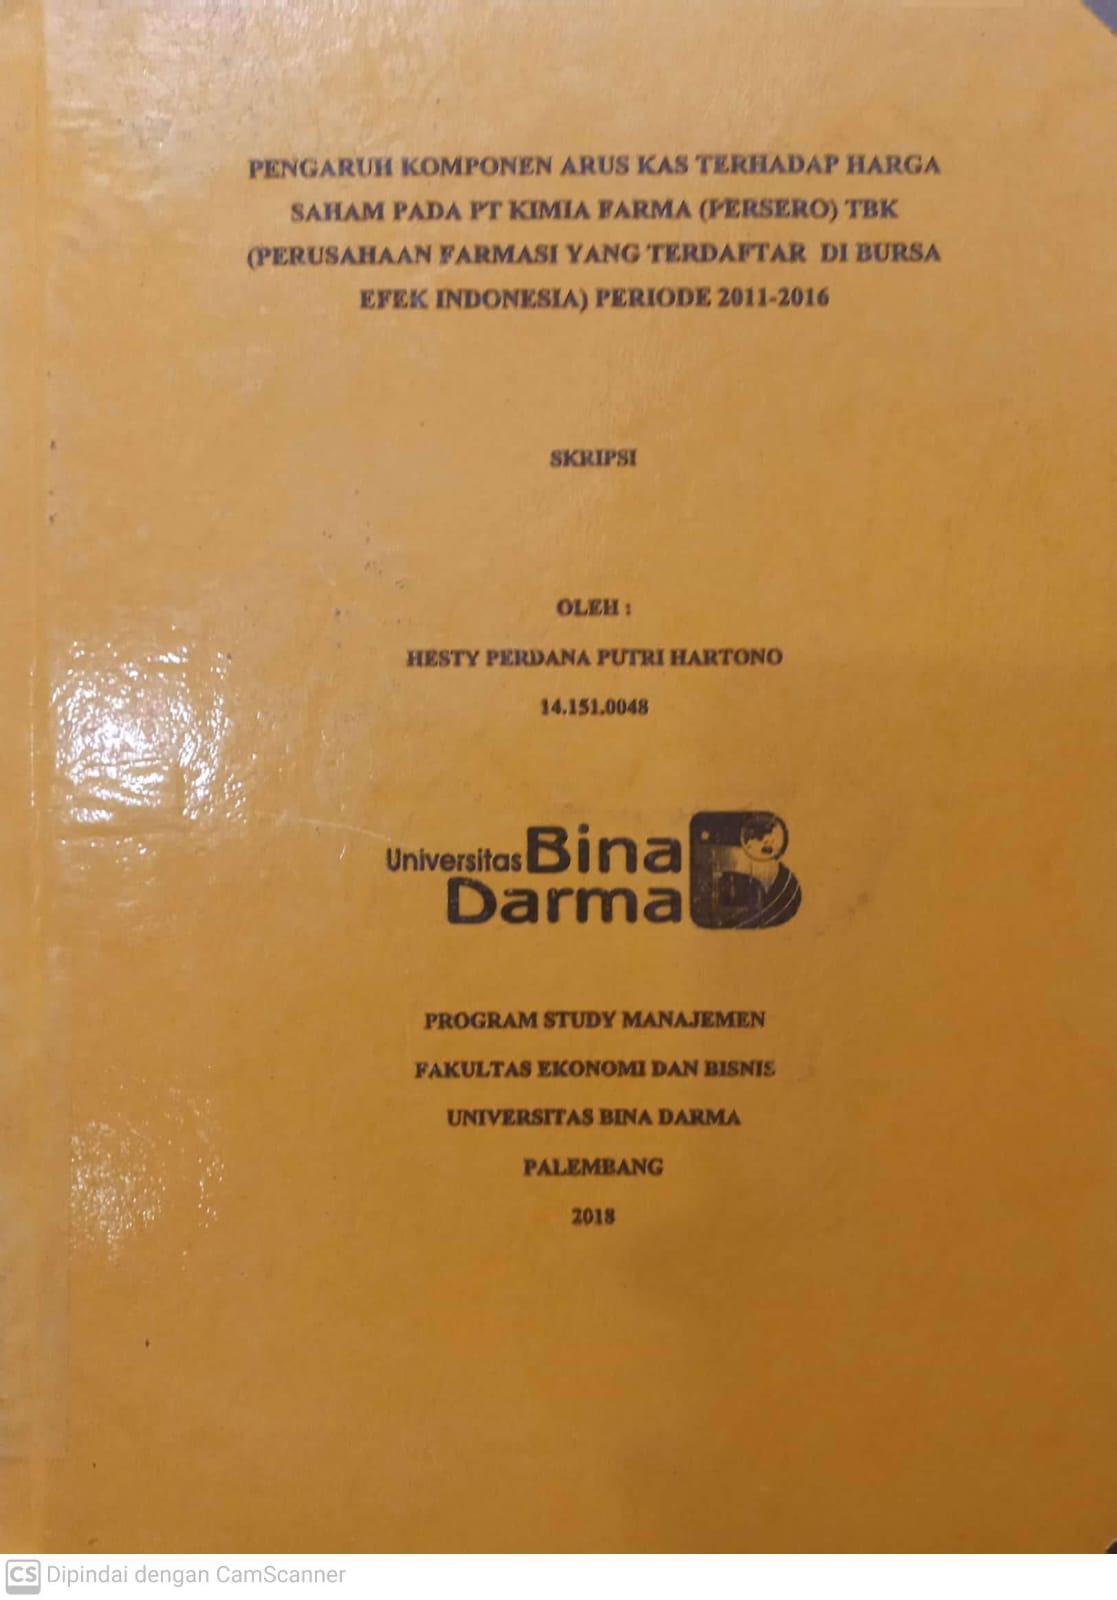 PENGARUH KOMPONEN ARUS KAS TERHADAP HARGA
SAHAM PADA PT KIMIA FARMA (PERSERO) TBK
(PERUSAHAAN FARMASI YANG TERDAFTAR DI BURSA
EFEK INDONESIA) PERIODE 2011-2016
SKRIPSI
OLEH :
HESTY PERDANA PUTRI HARTONO
14.151.0048
Universitas Bina
Darma
PROGRAM STUDY MANAJEMEN
FAKULTAS EKONOMI DAN BISNIS
UNIVERSITAS BINA DARMA
PALEMBANG
2018
CS Dipindai dengan CamScanner